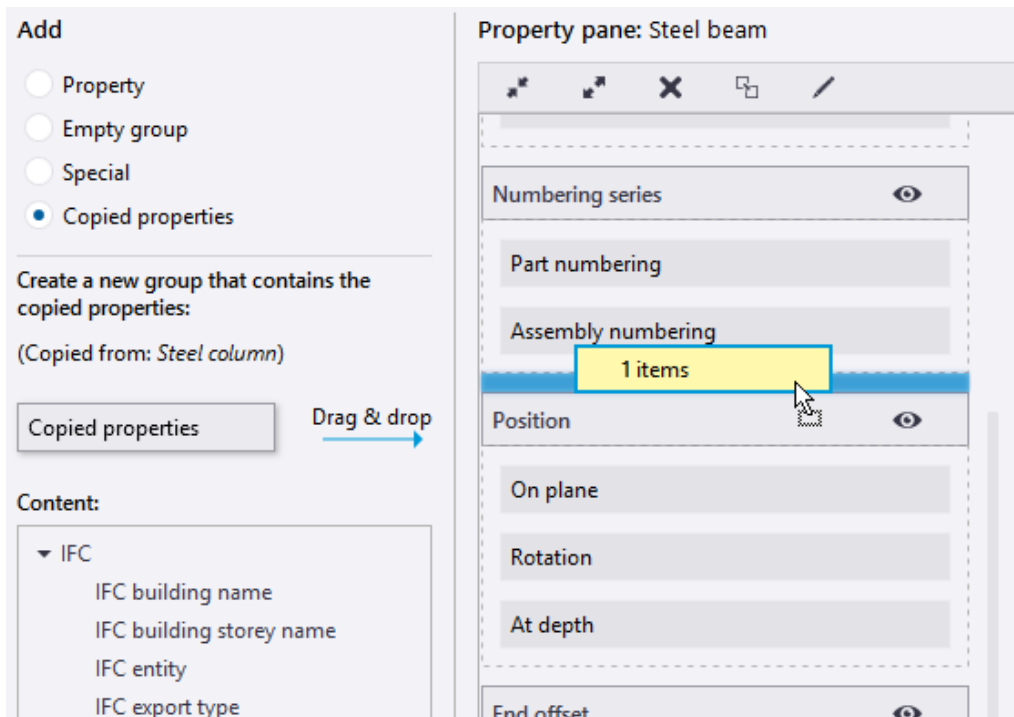 Add
Property
Empty group
Special
Copied properties
Create a new group that contains the
copied properties:
(Copied from: Steel column)
Copied properties
Drag & drop
Content:
IFC
IFC building name
IFC building storey name
IFC entity
IFC export type
Property pane: Steel beam
Numbering series
Part numbering
Assembly numbering
1 items
Position
On plane
Rotation
At depth
End offset